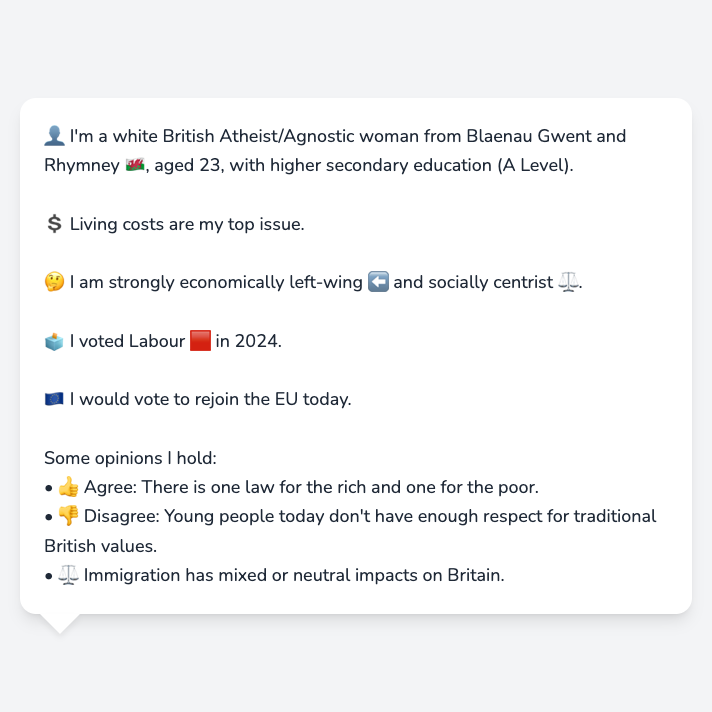 👤 I'm a white British Atheist/Agnostic woman from Blaenau Gwent and
Rhymney 🏴󠁧󠁢󠁷󠁬󠁳󠁿, aged 23, with higher secondary education (A Level).
💲 Living costs are my top issue.
🤔 I am strongly economically left-wing ⬅️ and socially centrist ⚖️.
🗳️ I voted Labour 🟥 in 2024.
🇪🇺 I would vote to rejoin the EU today.
Some opinions I hold:
• 👍 Agree: There is one law for the rich and one for the poor.
• 👎 Disagree: Young people today don't have enough respect for traditional
British values.
• ⚖️ Immigration has mixed or neutral impacts on Britain.